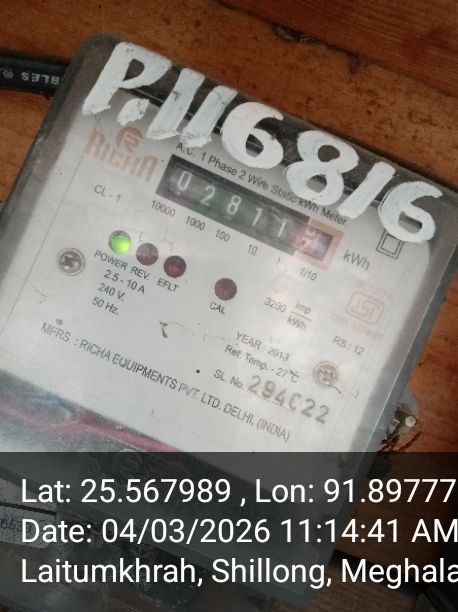 BLES
P.116816
RICHA
A.C. 1 Phase 2 Wire Static kWh Meter.
0 2 8 1 1
CL - 1
10000 1000 100 10 1 1/10
kWh
POWER REV. EFLT
CAL
2.5 - 10 A
240 V.
50 Hz.
3200 imp/kWh
RS : 12
YEAR : 2013
Ref. Temp. - 27°C
MFRS. : RICHA EQUIPMENTS PVT. LTD. DELHI, (INDIA)
SL. No. 294C22
Lat: 25.567989 , Lon: 91.89777
Date: 04/03/2026 11:14:41 AM
Laitumkhrah, Shillong, Meghala